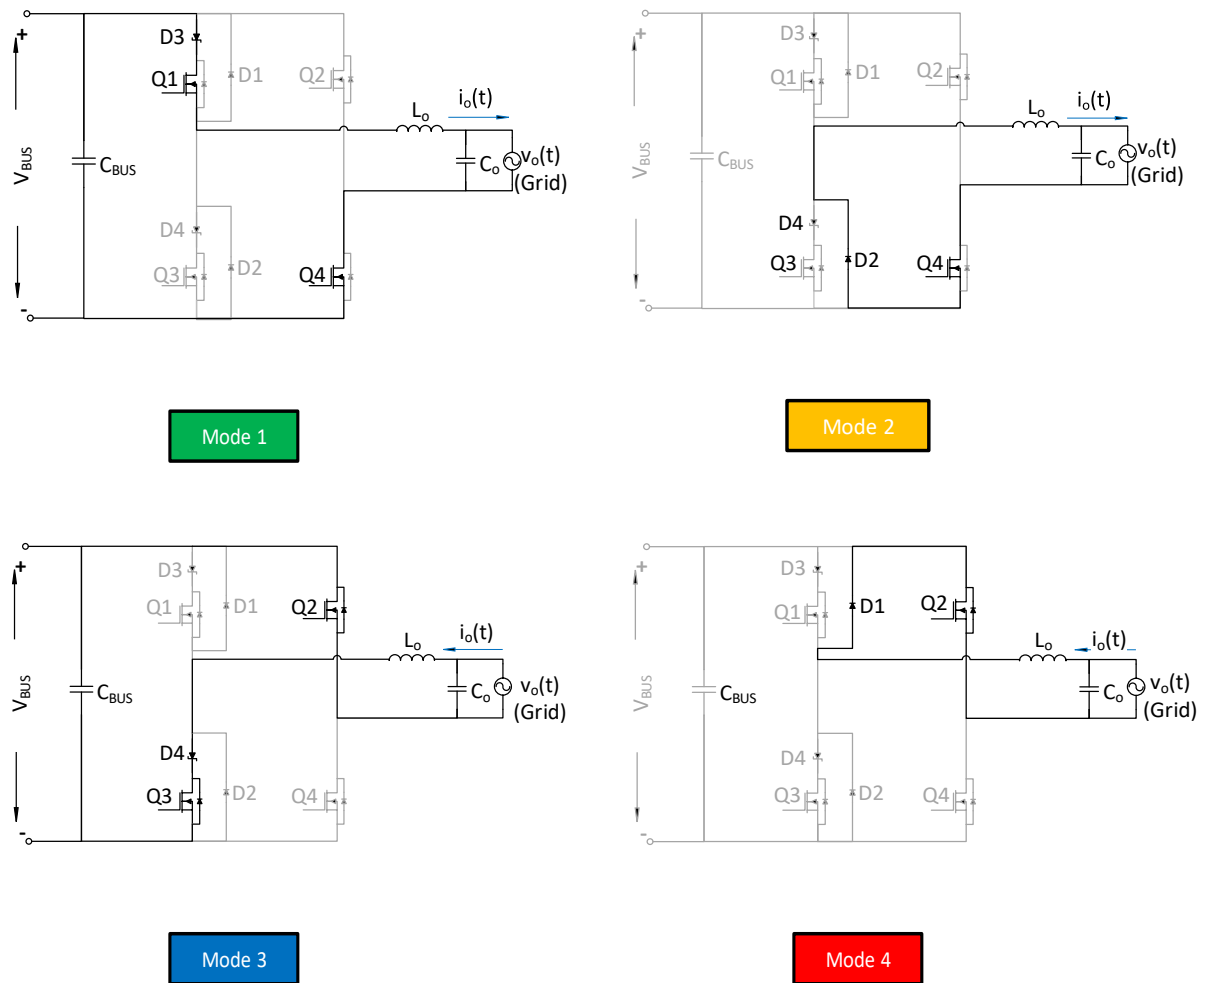 +
D3
Q1
D1
Q2
Lo
io(t)
VBUS
CBUS
Co
vo(t)
(Grid)
D4
Q3
D2
Q4
-
Mode 1
+
D3
Q1
D1
Q2
Lo
io(t)
VBUS
CBUS
Co
vo(t)
(Grid)
D4
Q3
D2
Q4
-
Mode 2
+
D3
Q1
D1
Q2
Lo
io(t)
VBUS
CBUS
Co
vo(t)
(Grid)
D4
Q3
D2
Q4
-
Mode 3
+
D3
Q1
D1
Q2
Lo
io(t)
VBUS
CBUS
Co
vo(t)
(Grid)
D4
Q3
D2
Q4
-
Mode 4